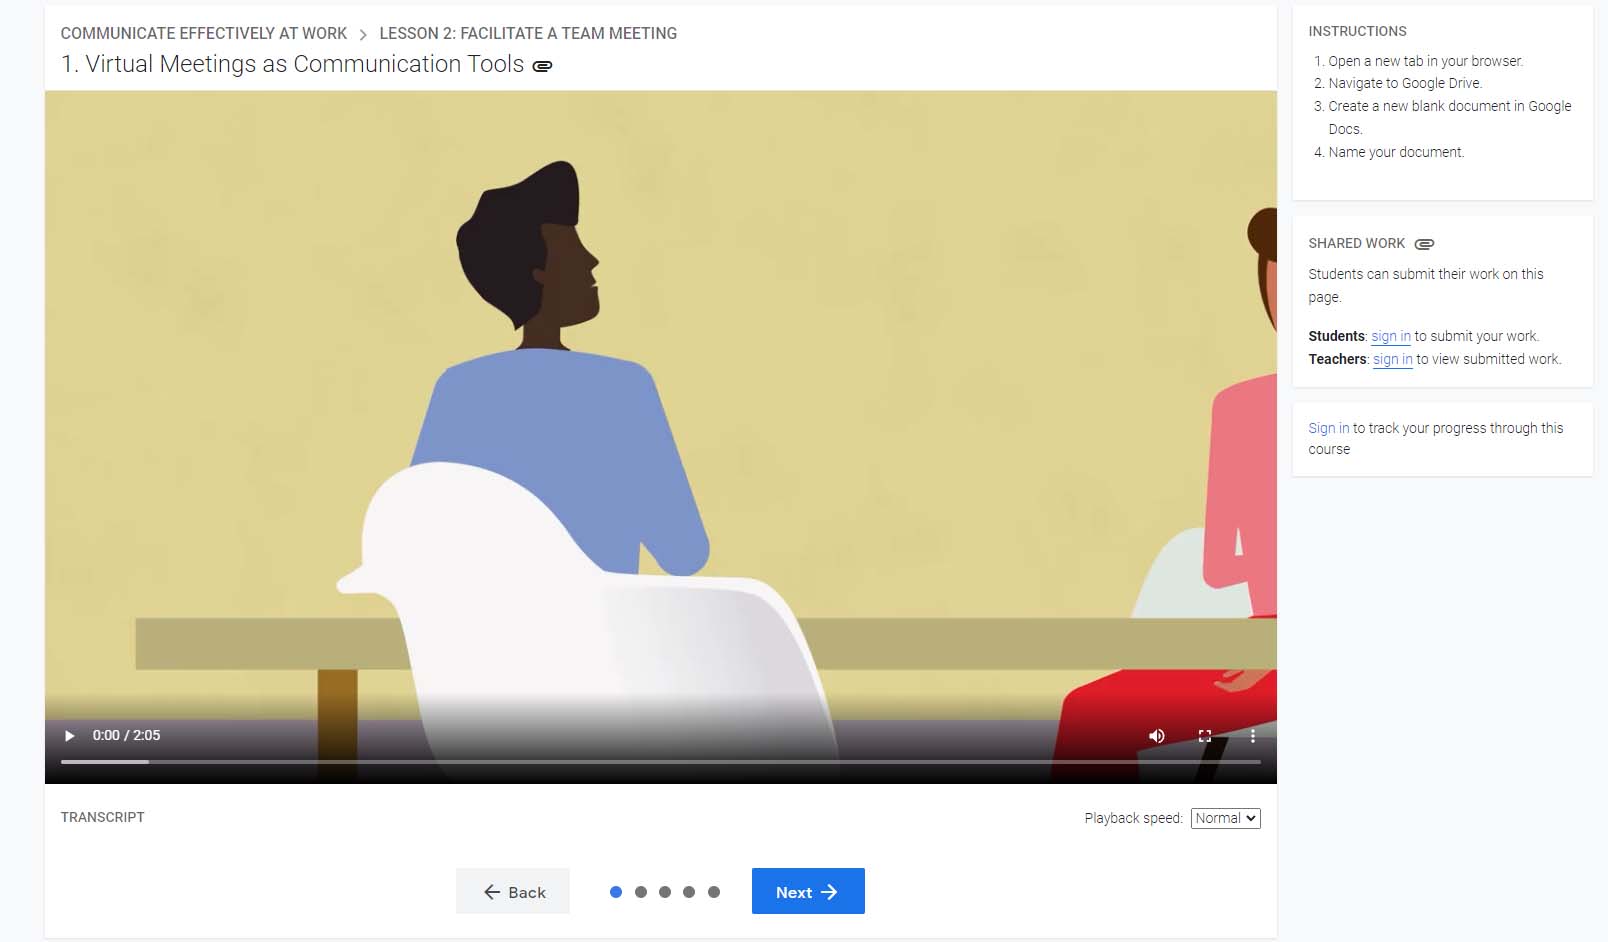 COMMUNICATE EFFECTIVELY AT WORK > LESSON 2: FACILITATE A TEAM MEETING
1. Virtual Meetings as Communication Tools
0:00 / 2:05
TRANSCRIPT
Playback speed: Normal
Back
Next
INSTRUCTIONS
1. Open a new tab in your browser.
2. Navigate to Google Drive.
3. Create a new blank document in Google
Docs.
4. Name your document.
SHARED WORK
Students can submit their work on this
page.
Students: sign in to submit your work.
Teachers: sign in to view submitted work.
Sign in to track your progress through this
course